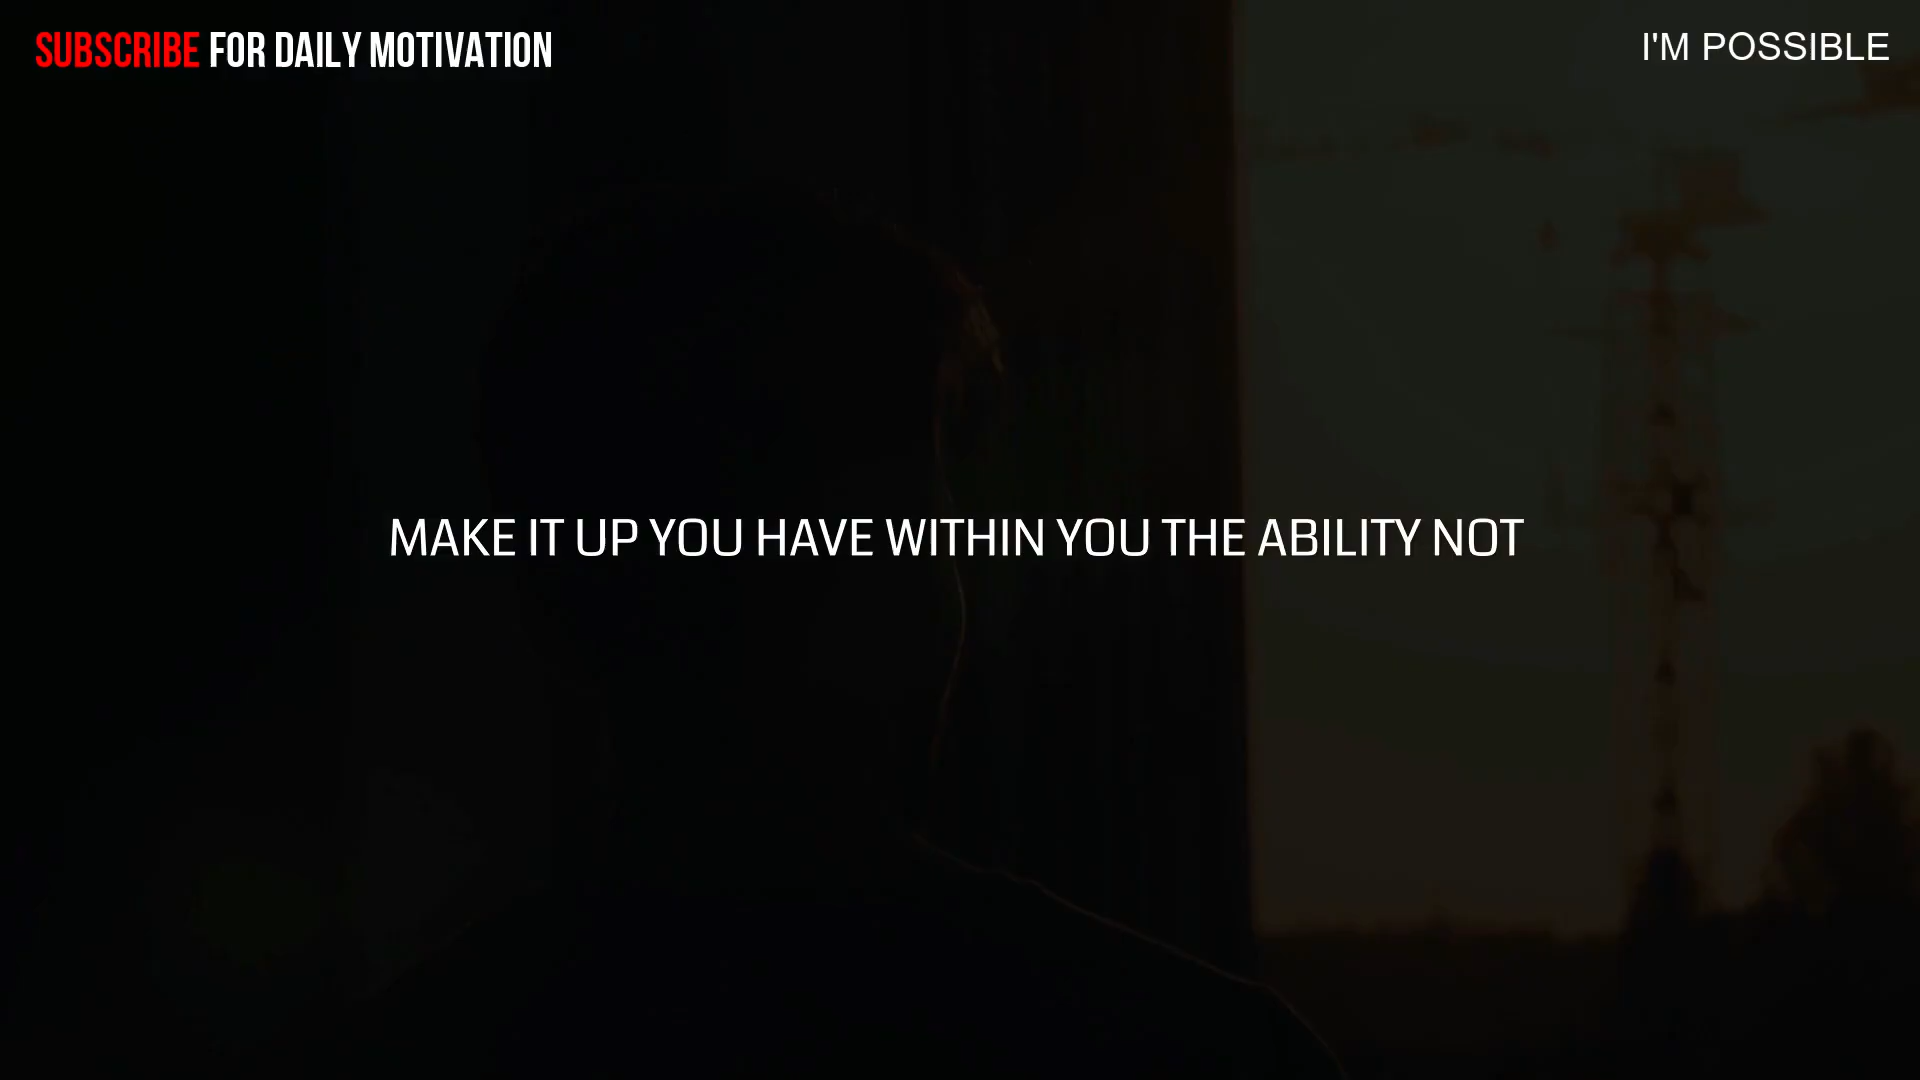 SUBSCRIBE FOR DAILY MOTIVATION
I'M POSSIBLE
MAKE IT UP YOU HAVE WITHIN YOU THE ABILITY NOT